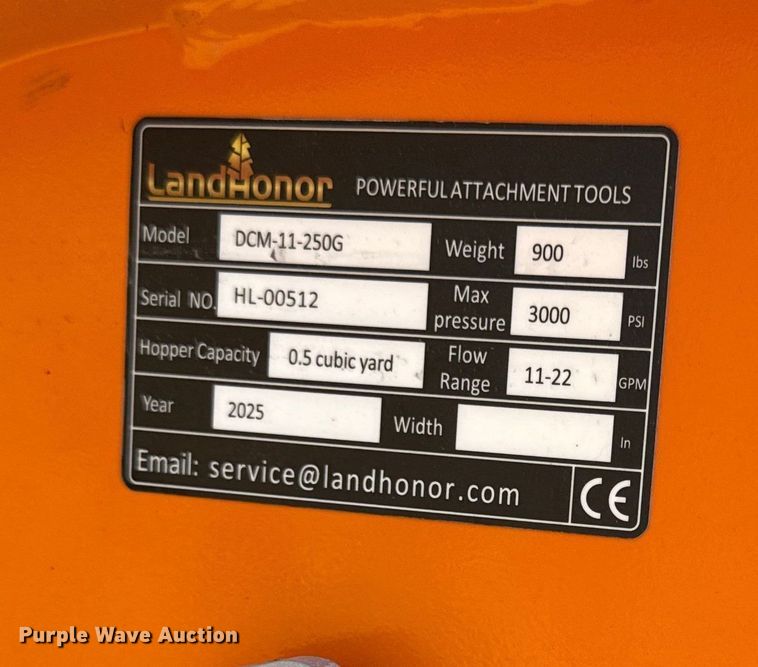 LandHonor POWERFUL ATTACHMENT TOOLS
Model DCM-11-250G Weight 900 lbs
Serial NO. HL-00512 Max pressure 3000 PSI
Hopper Capacity 0.5 cubic yard Flow Range 11-22 GPM
Year 2025 Width In
Email: service@landhonor.com CE
Purple Wave Auction